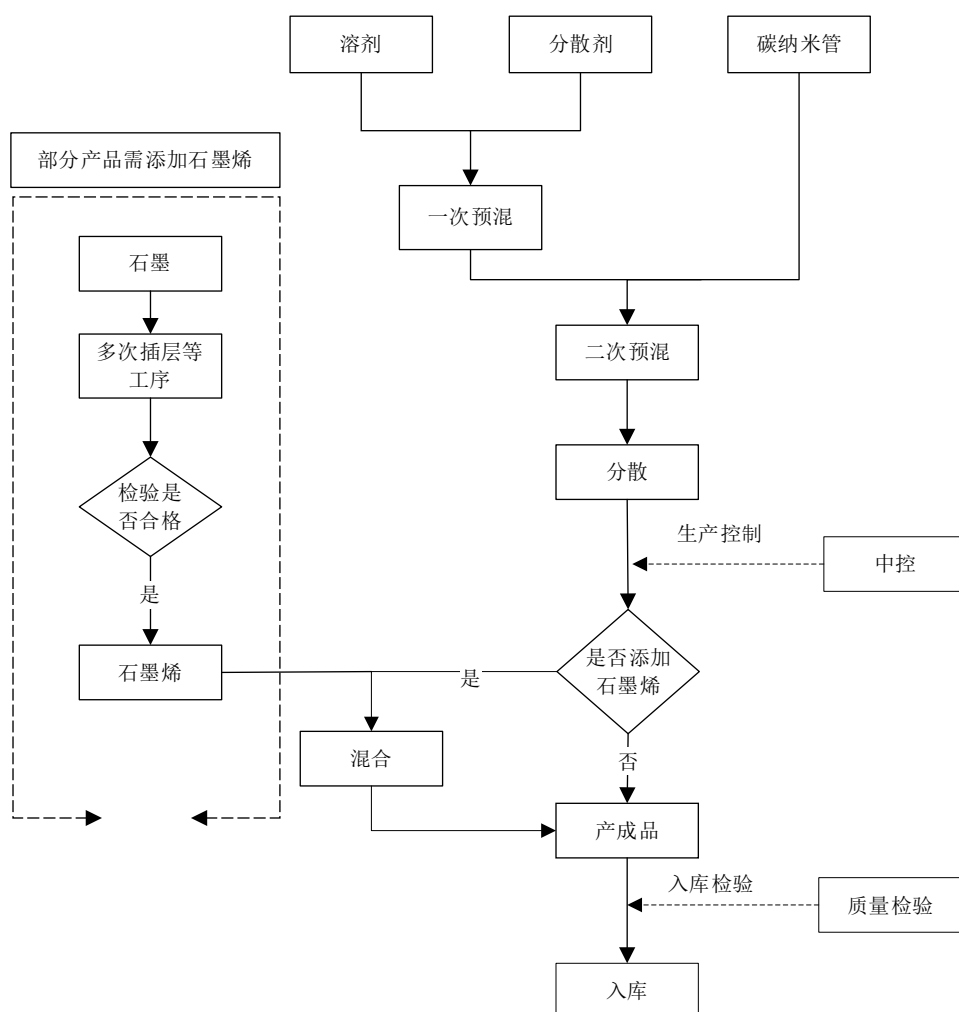 溶剂
分散剂
碳纳米管
部分产品需添加石墨烯
一次预混
石墨
二次预混
多次插层等
工序
分散
检验是
否合格
生产控制
中控
是
是否添加
石墨烯
石墨烯
是
混合
否
产成品
入库检验
质量检验
入库